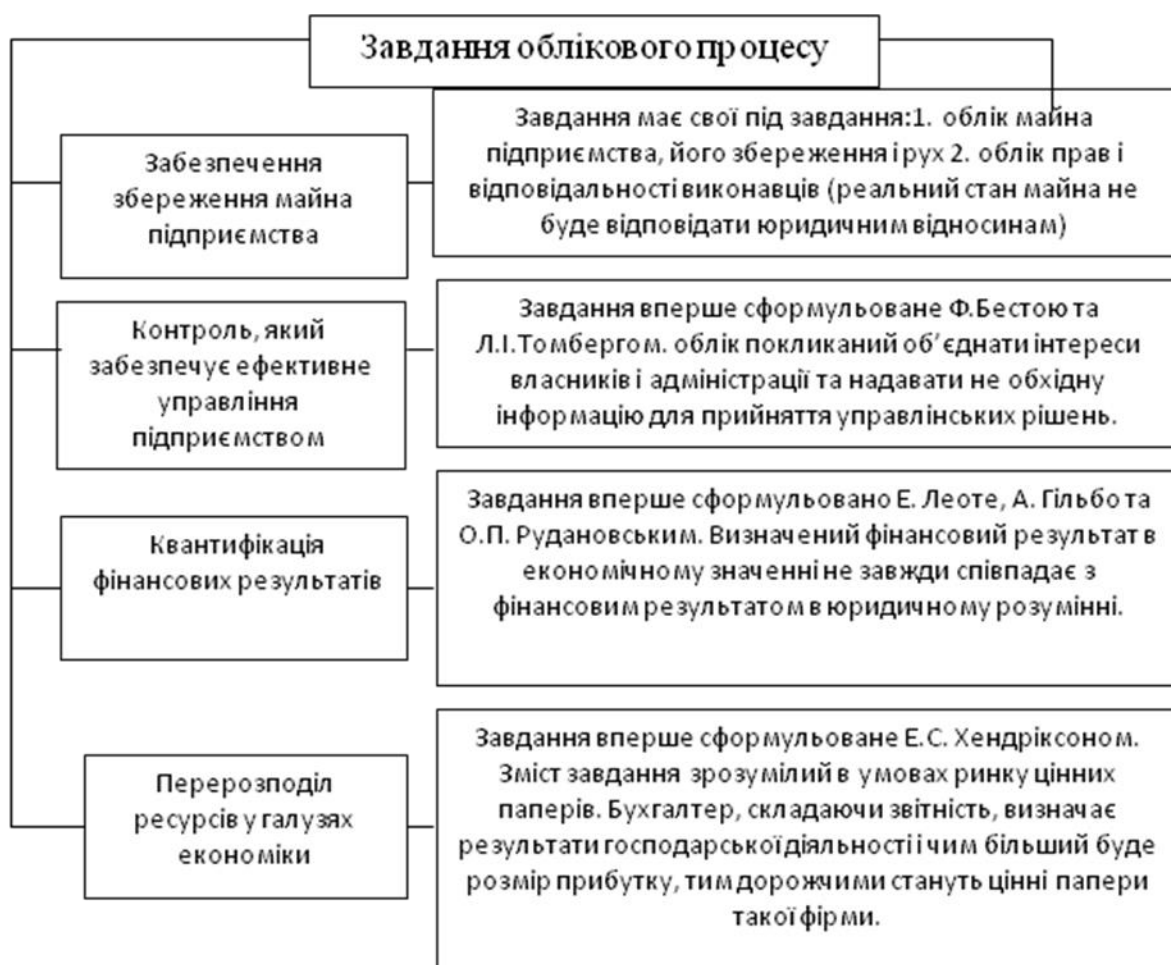 Завдання облікового процесу
Забезпечення
збереження майна
підприємства
Завдання має свої під завдання:1. облік майна
підприємства, його збереження і рух 2. облік прав і
відповідальності виконавців (реальний стан майна не
буде відповідати юридичним відносинам)
Контроль, який
забезпечує ефективне
управління
підприємством
Завдання вперше сформульоване Ф.Бестою та
Л.І.Томбергом. облік покликаний об’єднати інтереси
власників і адміністрації та надавати не обхідну
інформацію для прийняття управлінських рішень.
Квантифікація
фінансових результатів
Завдання вперше сформульовано Е. Леоте, А. Гільбо та
О.П. Рудановським. Визначений фінансовий результат в
економічному значенні не завжди співпадає з
фінансовим результатом в юридичному розумінні.
Перерозподіл
ресурсів у галузях
економіки
Завдання вперше сформульоване Е.С. Хендріксоном.
Зміст завдання зрозумілий в умовах ринку цінних
паперів. Бухгалтер, складаючи звітність, визначає
результати господарської діяльності і чим більший буде
розмір прибутку, тим дорожчими стануть цінні папери
такої фірми.